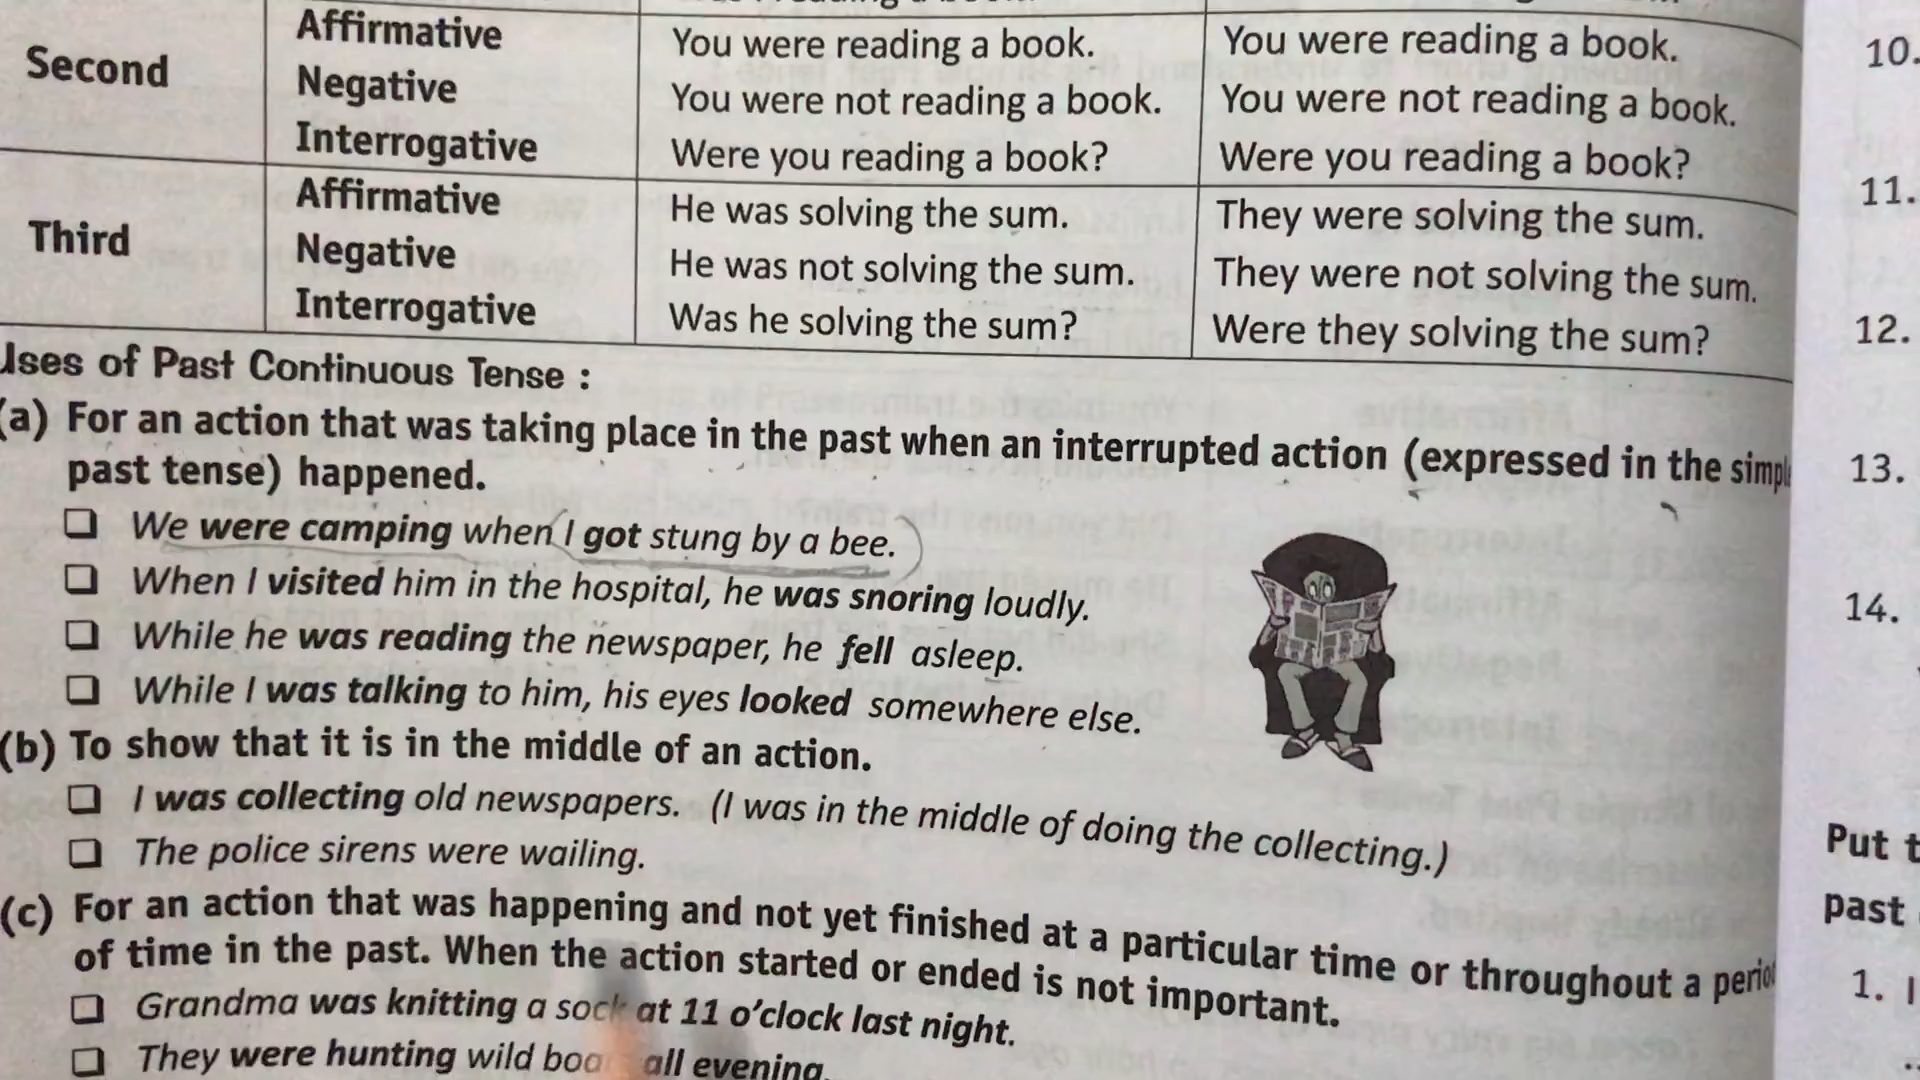 Second
Affirmative
You were reading a book.
You were reading a book.
Negative
You were not reading a book.
You were not reading a book.
Interrogative
Were you reading a book?
Were you reading a book?
Third
Affirmative
He was solving the sum.
They were solving the sum.
Negative
He was not solving the sum.
They were not solving the sum.
Interrogative
Was he solving the sum?
Were they solving the sum?
Uses of Past Continuous Tense :
(a) For an action that was taking place in the past when an interrupted action (expressed in the simple
past tense) happened.
We were camping when I got stung by a bee.
When I visited him in the hospital, he was snoring loudly.
While he was reading the newspaper, he fell asleep.
While I was talking to him, his eyes looked somewhere else.
(b) To show that it is in the middle of an action.
I was collecting old newspapers. (I was in the middle of doing the collecting.)
The police sirens were wailing.
(c) For an action that was happening and not yet finished at a particular time or throughout a period
of time in the past. When the action started or ended is not important.
Grandma was knitting a sock at 11 o'clock last night.
They were hunting wild all evening.
10.
11.
12.
13.
14.
Put
past
1. I